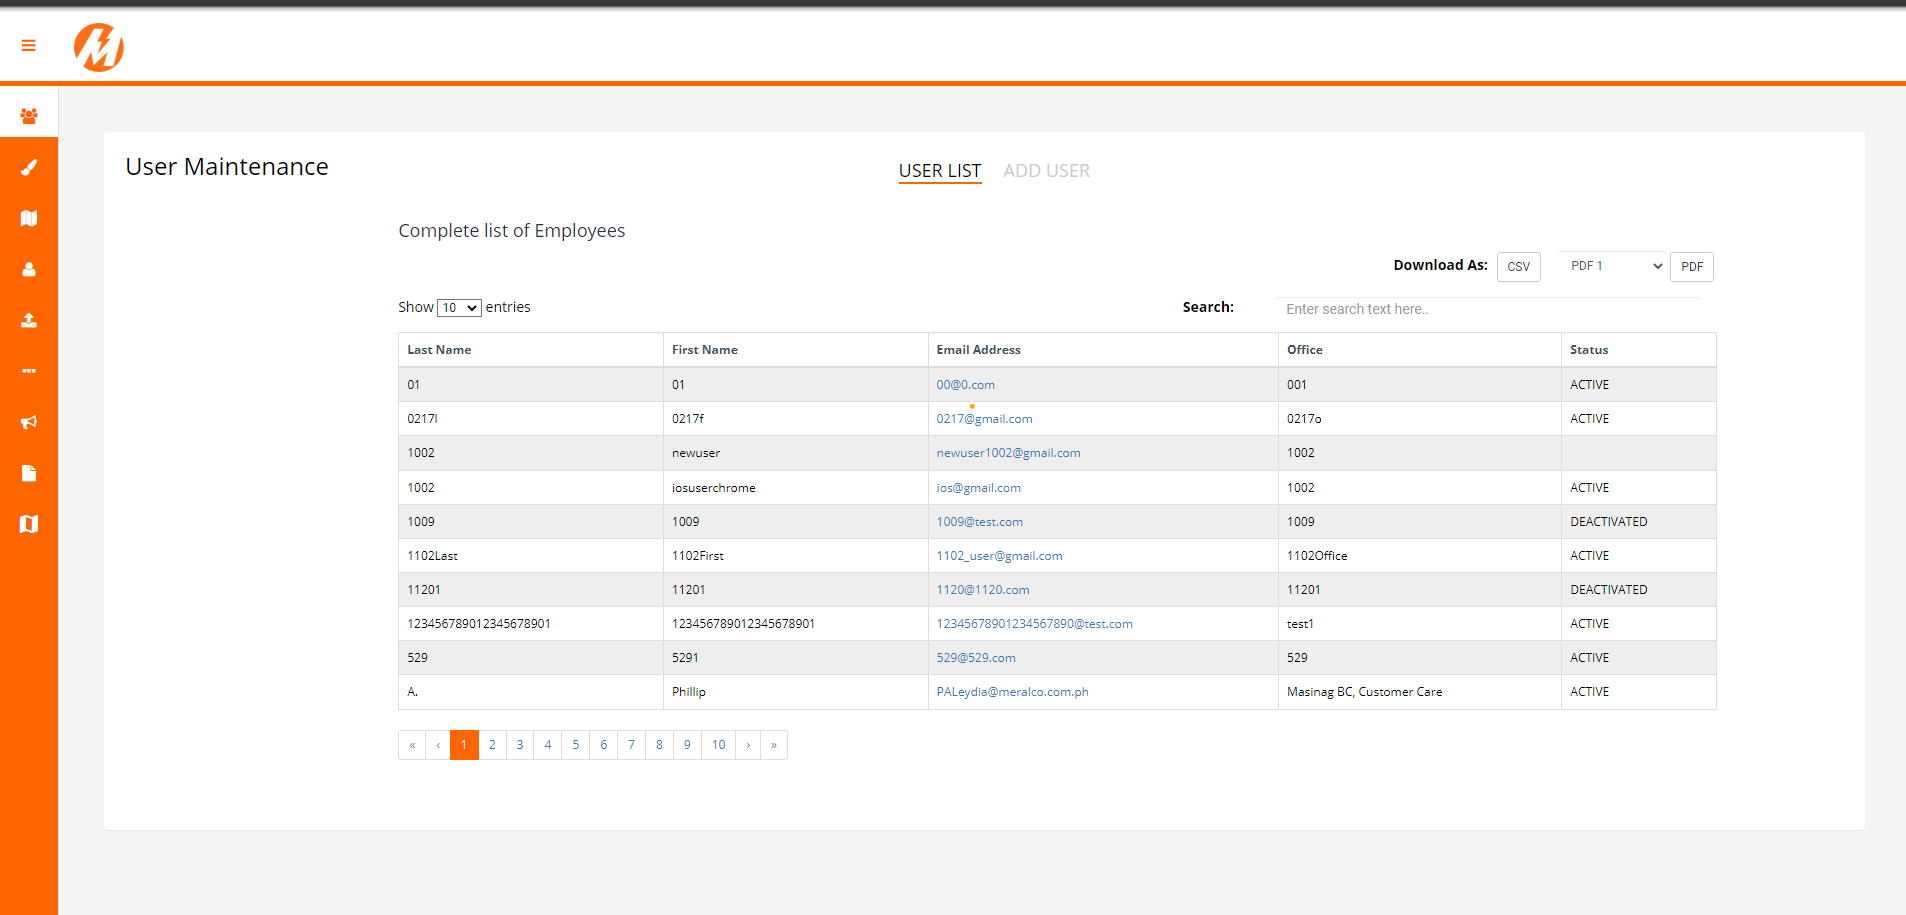 User Maintenance
USER LIST ADD USER
Complete list of Employees
Download As: CSV PDF 1 PDF
Show 10 entries Search: Enter search text here..
Last Name First Name Email Address Office Status
01 01 00@0.com 001 ACTIVE
0217l 0217f 0217@gmail.com 0217o ACTIVE
1002 newuser newuser1002@gmail.com 1002
1002 iosuserchrome ios@gmail.com 1002 ACTIVE
1009 1009 1009@test.com 1009 DEACTIVATED
1102Last 1102First 1102_user@gmail.com 1102Office ACTIVE
11201 11201 1120@1120.com 11201 DEACTIVATED
123456789012345678901 123456789012345678901 12345678901234567890@test.com test1 ACTIVE
529 5291 529@529.com 529 ACTIVE
A. Phillip PALeydia@meralco.com.ph Masinag BC, Customer Care ACTIVE
« ‹ 1 2 3 4 5 6 7 8 9 10 › »